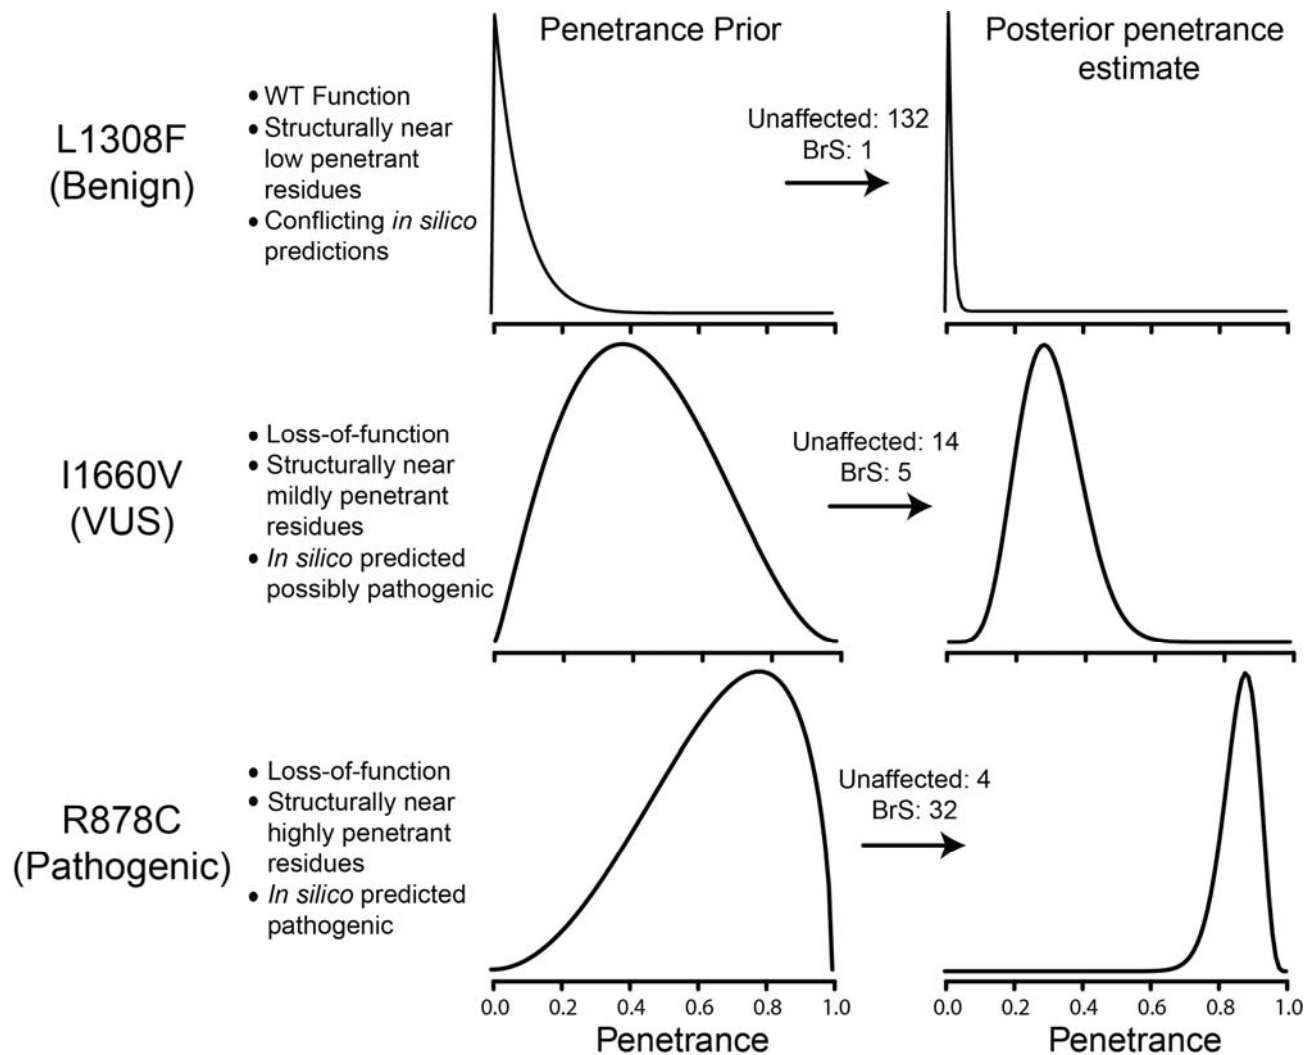 Penetrance Prior
Posterior penetrance
estimate
L1308F
(Benign)
• WT Function
• Structurally near
low penetrant
residues
• Conflicting in silico
predictions
Unaffected: 132
BrS: 1
I1660V
(VUS)
• Loss-of-function
• Structurally near
mildly penetrant
residues
• In silico predicted
possibly pathogenic
Unaffected: 14
BrS: 5
R878C
(Pathogenic)
• Loss-of-function
• Structurally near
highly penetrant
residues
• In silico predicted
pathogenic
Unaffected: 4
BrS: 32
0.0 0.2 0.4 0.6 0.8 1.0
Penetrance
0.0 0.2 0.4 0.6 0.8 1.0
Penetrance